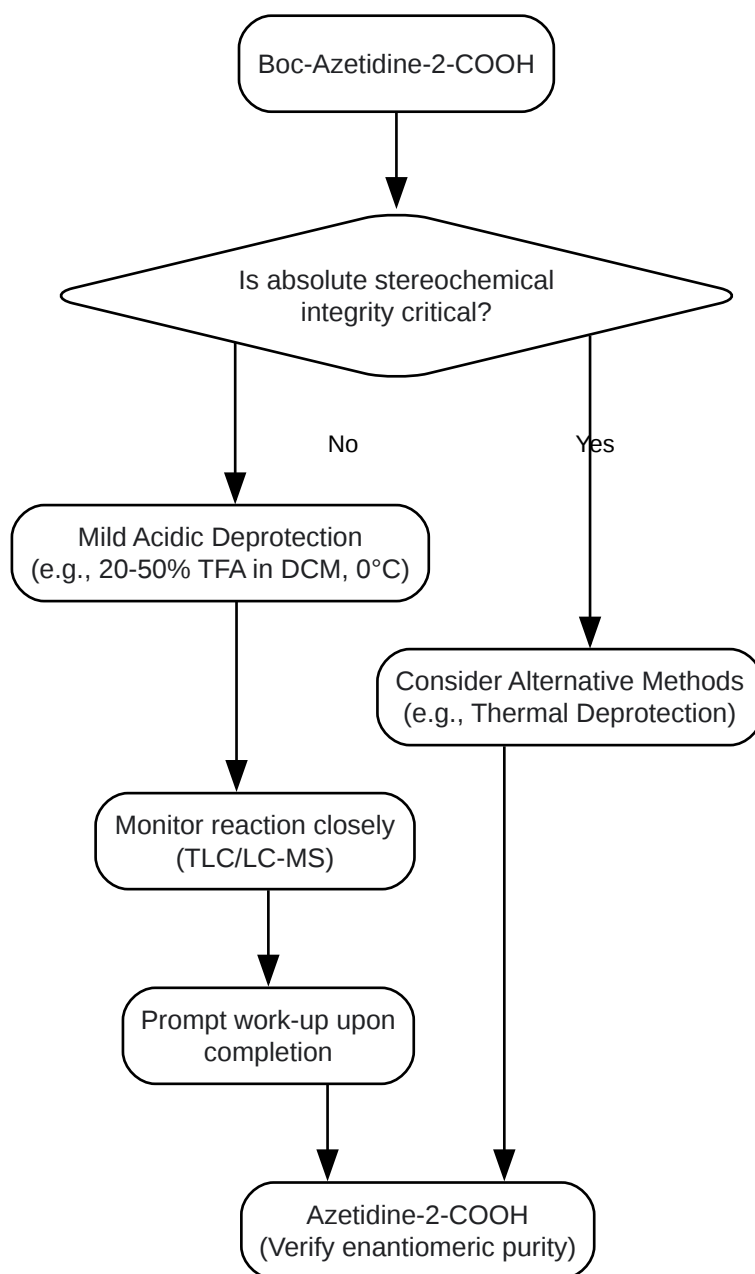 Boc-Azetidine-2-COOH
Is absolute stereochemical
integrity critical?
No
Yes
Mild Acidic Deprotection
(e.g., 20-50% TFA in DCM, 0°C)
Consider Alternative Methods
(e.g., Thermal Deprotection)
Monitor reaction closely
(TLC/LC-MS)
Prompt work-up upon
completion
Azetidine-2-COOH
(Verify enantiomeric purity)